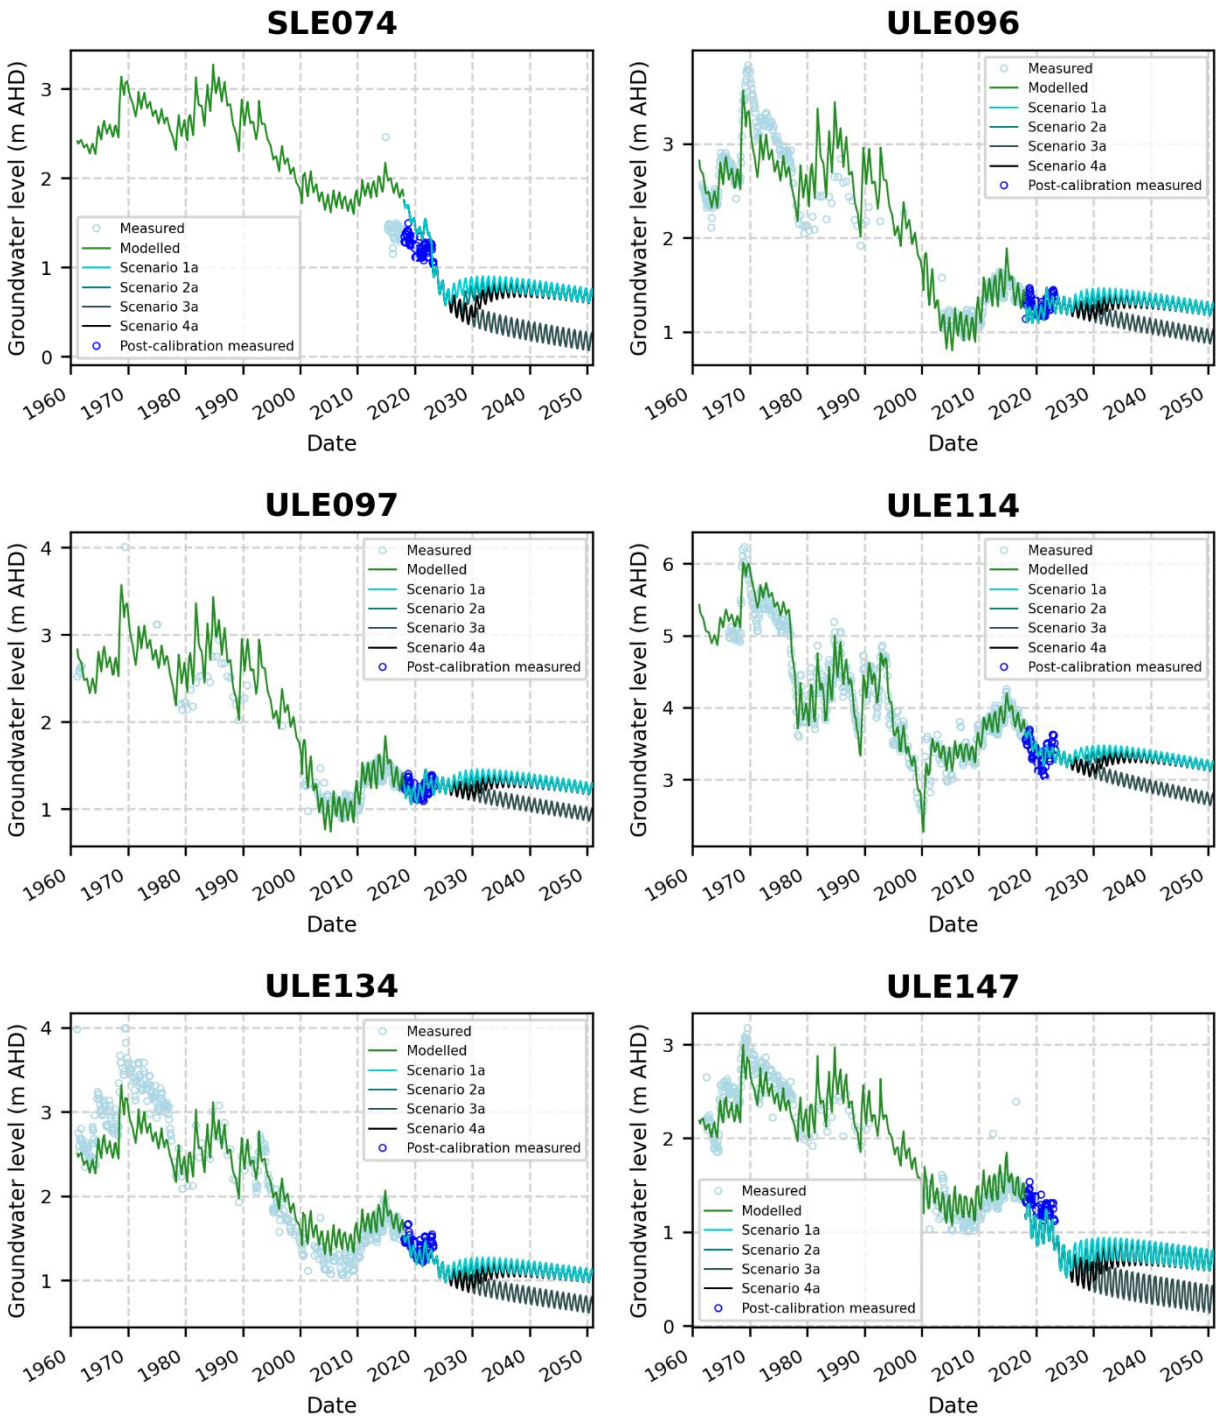 SLE074
Groundwater level (m AHD)
3
2
1
0
Measured
Modelled
Scenario 1a
Scenario 2a
Scenario 3a
Scenario 4a
Post-calibration measured
1960 1970 1980 1990 2000 2010 2020 2030 2040 2050
Date
ULE096
Groundwater level (m AHD)
3
2
1
Measured
Modelled
Scenario 1a
Scenario 2a
Scenario 3a
Scenario 4a
Post-calibration measured
1960 1970 1980 1990 2000 2010 2020 2030 2040 2050
Date
ULE097
Groundwater level (m AHD)
4
3
2
1
Measured
Modelled
Scenario 1a
Scenario 2a
Scenario 3a
Scenario 4a
Post-calibration measured
1960 1970 1980 1990 2000 2010 2020 2030 2040 2050
Date
ULE114
Groundwater level (m AHD)
6
5
4
3
Measured
Modelled
Scenario 1a
Scenario 2a
Scenario 3a
Scenario 4a
Post-calibration measured
1960 1970 1980 1990 2000 2010 2020 2030 2040 2050
Date
ULE134
Groundwater level (m AHD)
4
3
2
1
Measured
Modelled
Scenario 1a
Scenario 2a
Scenario 3a
Scenario 4a
Post-calibration measured
1960 1970 1980 1990 2000 2010 2020 2030 2040 2050
Date
ULE147
Groundwater level (m AHD)
3
2
1
0
Measured
Modelled
Scenario 1a
Scenario 2a
Scenario 3a
Scenario 4a
Post-calibration measured
1960 1970 1980 1990 2000 2010 2020 2030 2040 2050
Date